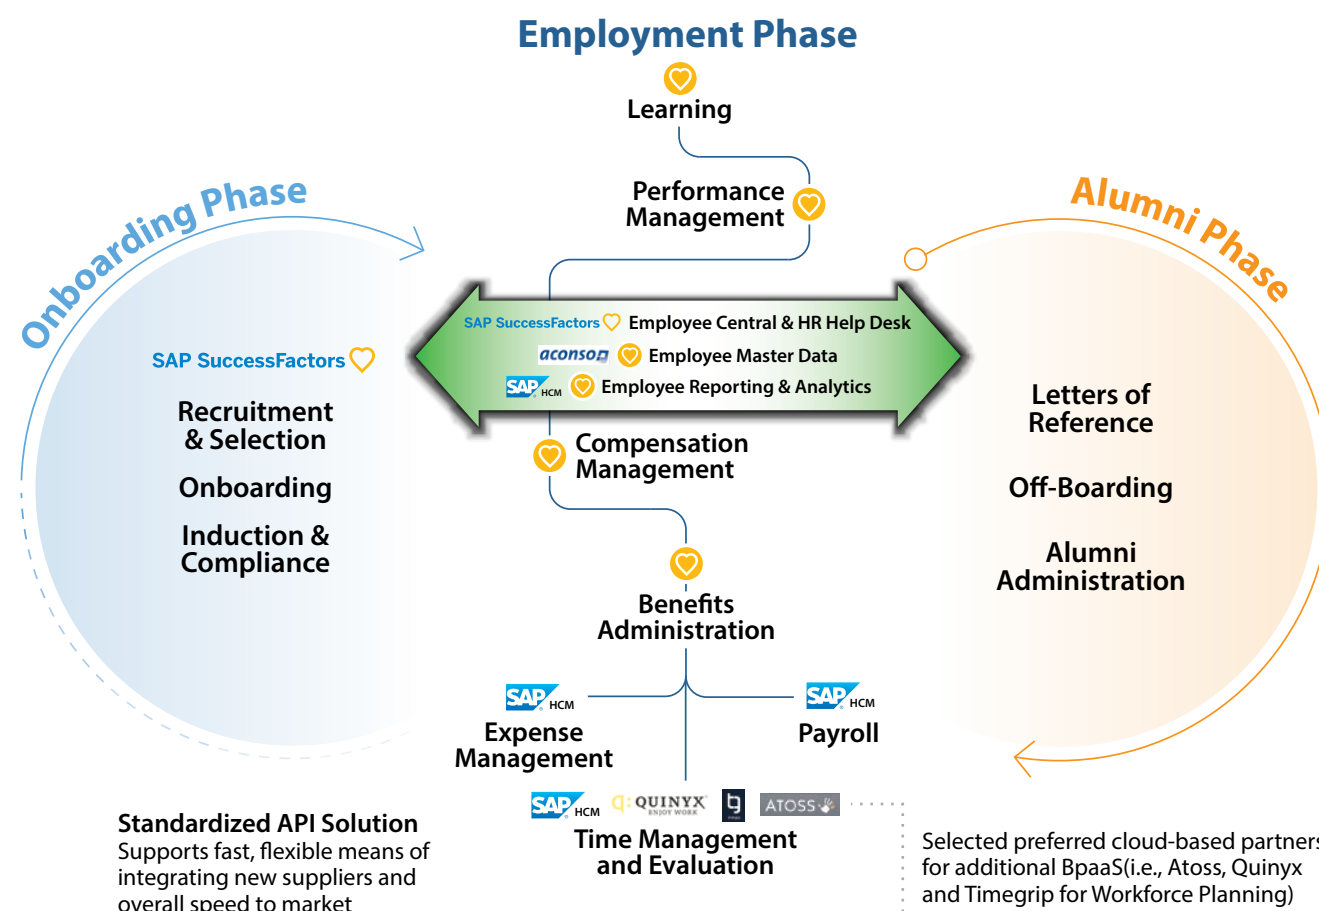 Employment Phase
Learning
Performance
Management
Onboarding Phase
Alumni Phase
SAP SuccessFactors Employee Central & HR Help Desk
aconso Employee Master Data
SAP HCM Employee Reporting & Analytics
SAP SuccessFactors
Recruitment
& Selection
Onboarding
Induction &
Compliance
Compensation
Management
Letters of
Reference
Off-Boarding
Alumni
Administration
Benefits
Administration
SAP HCM
Expense
Management
SAP HCM
Payroll
SAP HCM QUINYX ATOSS
ENJOY WORK
Time Management
and Evaluation
Standardized API Solution
Supports fast, flexible means of
integrating new suppliers and
overall speed to market
Selected preferred cloud-based partners
for additional BpaaS(i.e., Atoss, Quinyx
and Timegrip for Workforce Planning)